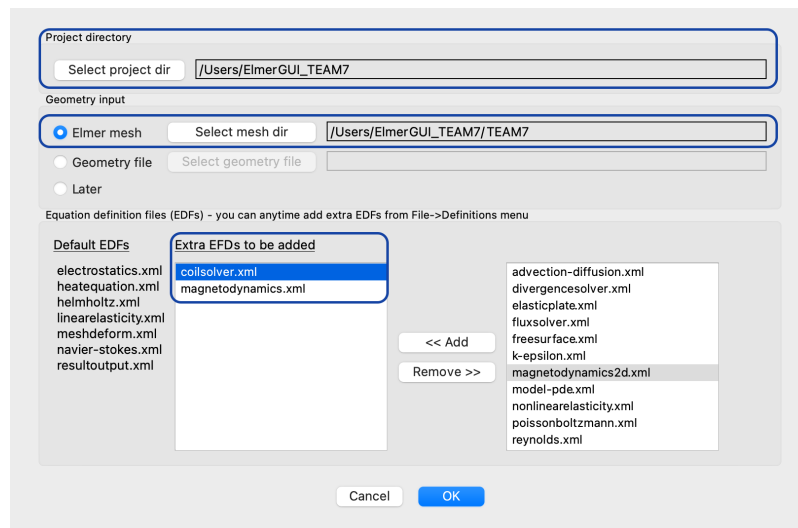 Project directory
Select project dir
/Users/ElmerGUI_TEAM7
Geometry input
Elmer mesh
Select mesh dir
/Users/ElmerGUI_TEAM7/TEAM7
Geometry file
Select geometry file
Later
Equation definition files (EDFs) - you can anytime add extra EDFs from File->Definitions menu
Default EDFs
electrostatics.xml
heatequation.xml
helmholtz.xml
linearelasticity.xml
meshdeform.xml
navier-stokes.xml
resultoutput.xml
Extra EFDs to be added
coilsolver.xml
magnetodynamics.xml
<< Add
Remove >>
advection-diffusion.xml
divergencesolver.xml
elasticplate.xml
fluxsolver.xml
freesurface.xml
k-epsilon.xml
magnetodynamics2d.xml
model-pde.xml
nonlinearelasticity.xml
poissonboltzmann.xml
reynolds.xml
Cancel
OK